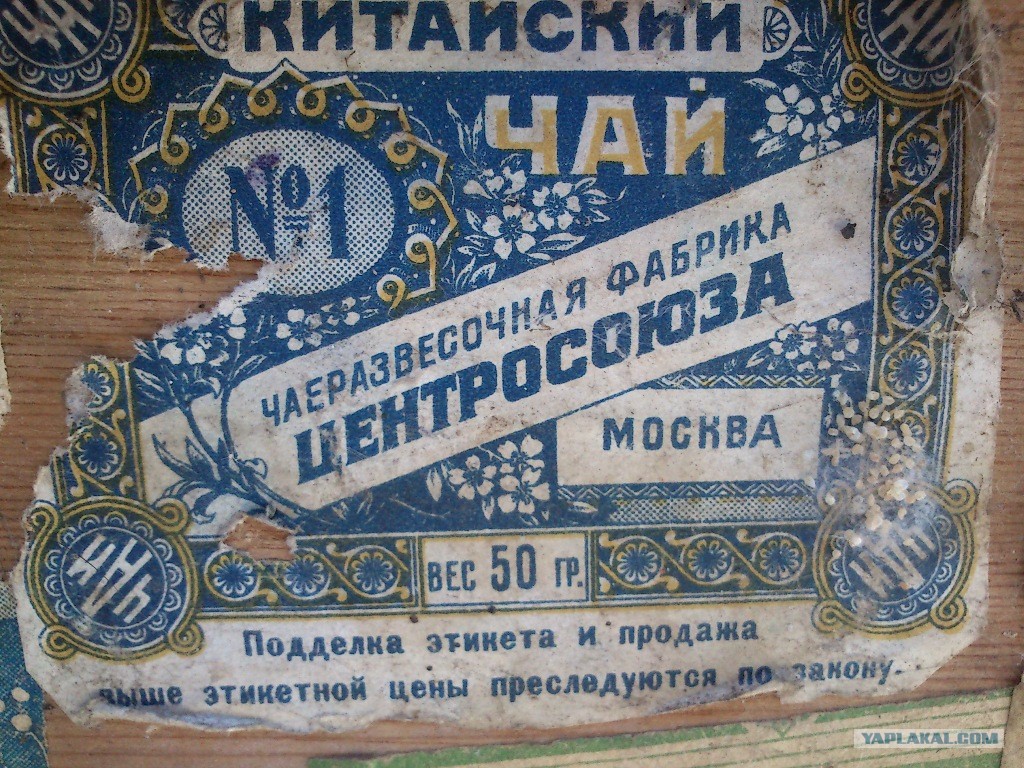 КИТАЙСКИЙ
ЧАЙ
№1
ЧАЕРАЗВЕСОЧНАЯ ФАБРИКА
ЦЕНТРОСОЮЗА
МОСКВА
ВЕС 50 ГР.
Подделка этикета и продажа
выше этикетной цены преследуются по закону.
YAPLAKAL.COM